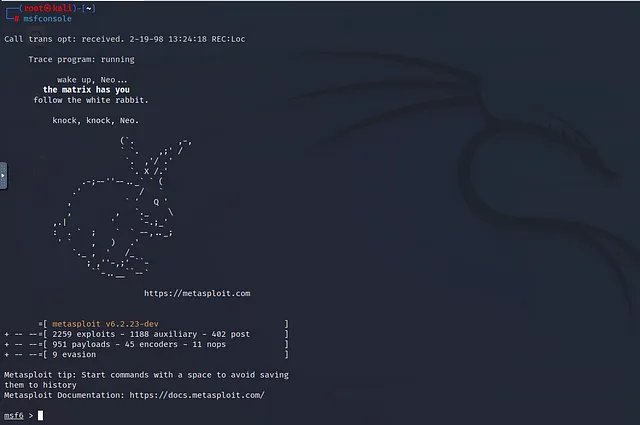 (root㉿kali)-[~]
# msfconsole
Call trans opt: received. 2-19-98 13:24:18 REC:Loc
Trace program: running
wake up, Neo...
the matrix has you
follow the white rabbit.
knock, knock, Neo.
https://metasploit.com
=[ metasploit v6.2.23-dev ]
+ -- --=[ 2259 exploits - 1188 auxiliary - 402 post ]
+ -- --=[ 951 payloads - 45 encoders - 11 nops ]
+ -- --=[ 9 evasion ]
Metasploit tip: Start commands with a space to avoid saving
them to history
Metasploit Documentation: https://docs.metasploit.com/
msf6 >